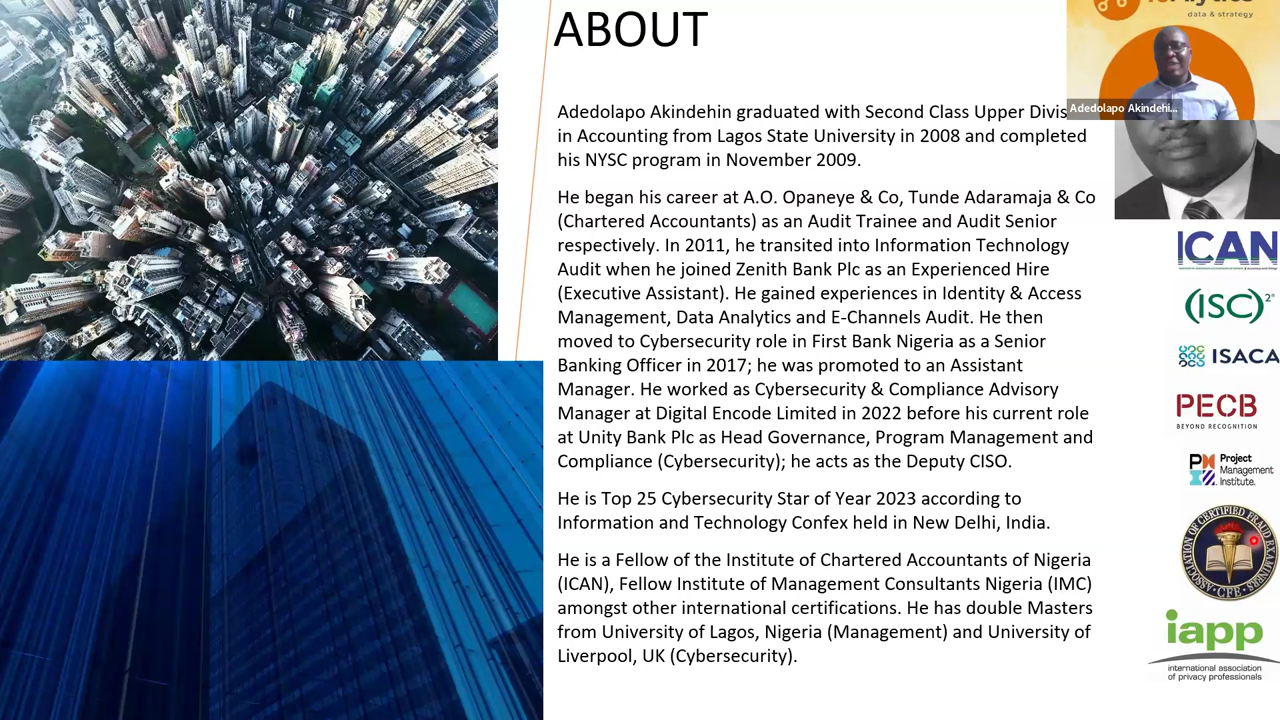 ABOUT
data & strategy
Adedolapo Akindehi...
Adedolapo Akindehin graduated with Second Class Upper Divis
in Accounting from Lagos State University in 2008 and completed
his NYSC program in November 2009.
He began his career at A.O. Opaneye & Co, Tunde Adaramaja & Co
(Chartered Accountants) as an Audit Trainee and Audit Senior
respectively. In 2011, he transited into Information Technology
Audit when he joined Zenith Bank Plc as an Experienced Hire
(Executive Assistant). He gained experiences in Identity & Access
Management, Data Analytics and E-Channels Audit. He then
moved to Cybersecurity role in First Bank Nigeria as a Senior
Banking Officer in 2017; he was promoted to an Assistant
Manager. He worked as Cybersecurity & Compliance Advisory
Manager at Digital Encode Limited in 2022 before his current role
at Unity Bank Plc as Head Governance, Program Management and
Compliance (Cybersecurity); he acts as the Deputy CISO.
He is Top 25 Cybersecurity Star of Year 2023 according to
Information and Technology Confex held in New Delhi, India.
He is a Fellow of the Institute of Chartered Accountants of Nigeria
(ICAN), Fellow Institute of Management Consultants Nigeria (IMC)
amongst other international certifications. He has double Masters
from University of Lagos, Nigeria (Management) and University of
Liverpool, UK (Cybersecurity).
ICAN
(ISC)²
ISACA
PECB
BEYOND RECOGNITION
Project
Management
Institute.
ASSOCIATION OF CERTIFIED FRAUD EXAMINERS
CFE
iapp
international association
of privacy professionals